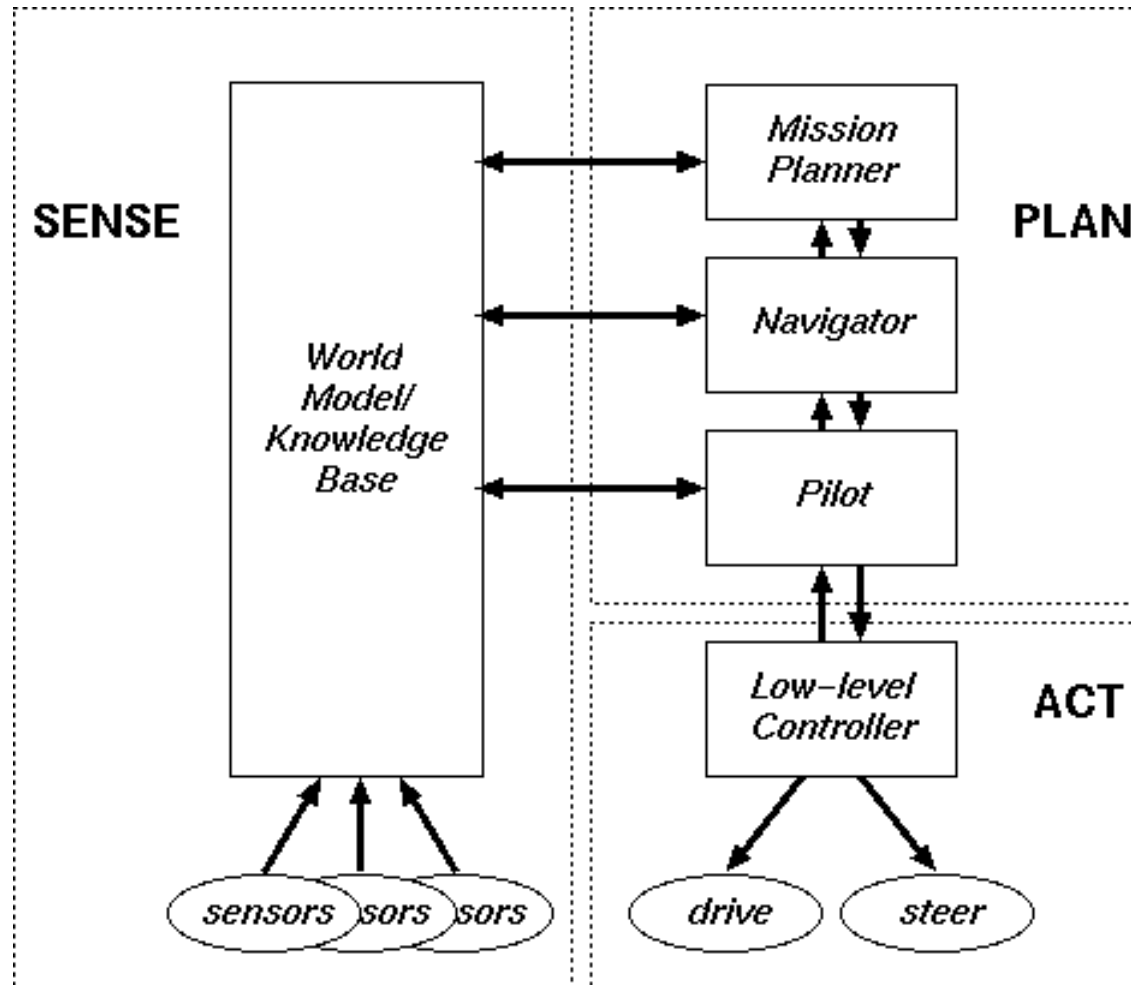 SENSE
World
Model/
Knowledge
Base
sensors
sors
sors
PLAN
Mission
Planner
Navigator
Pilot
ACT
Low-level
Controller
drive
steer